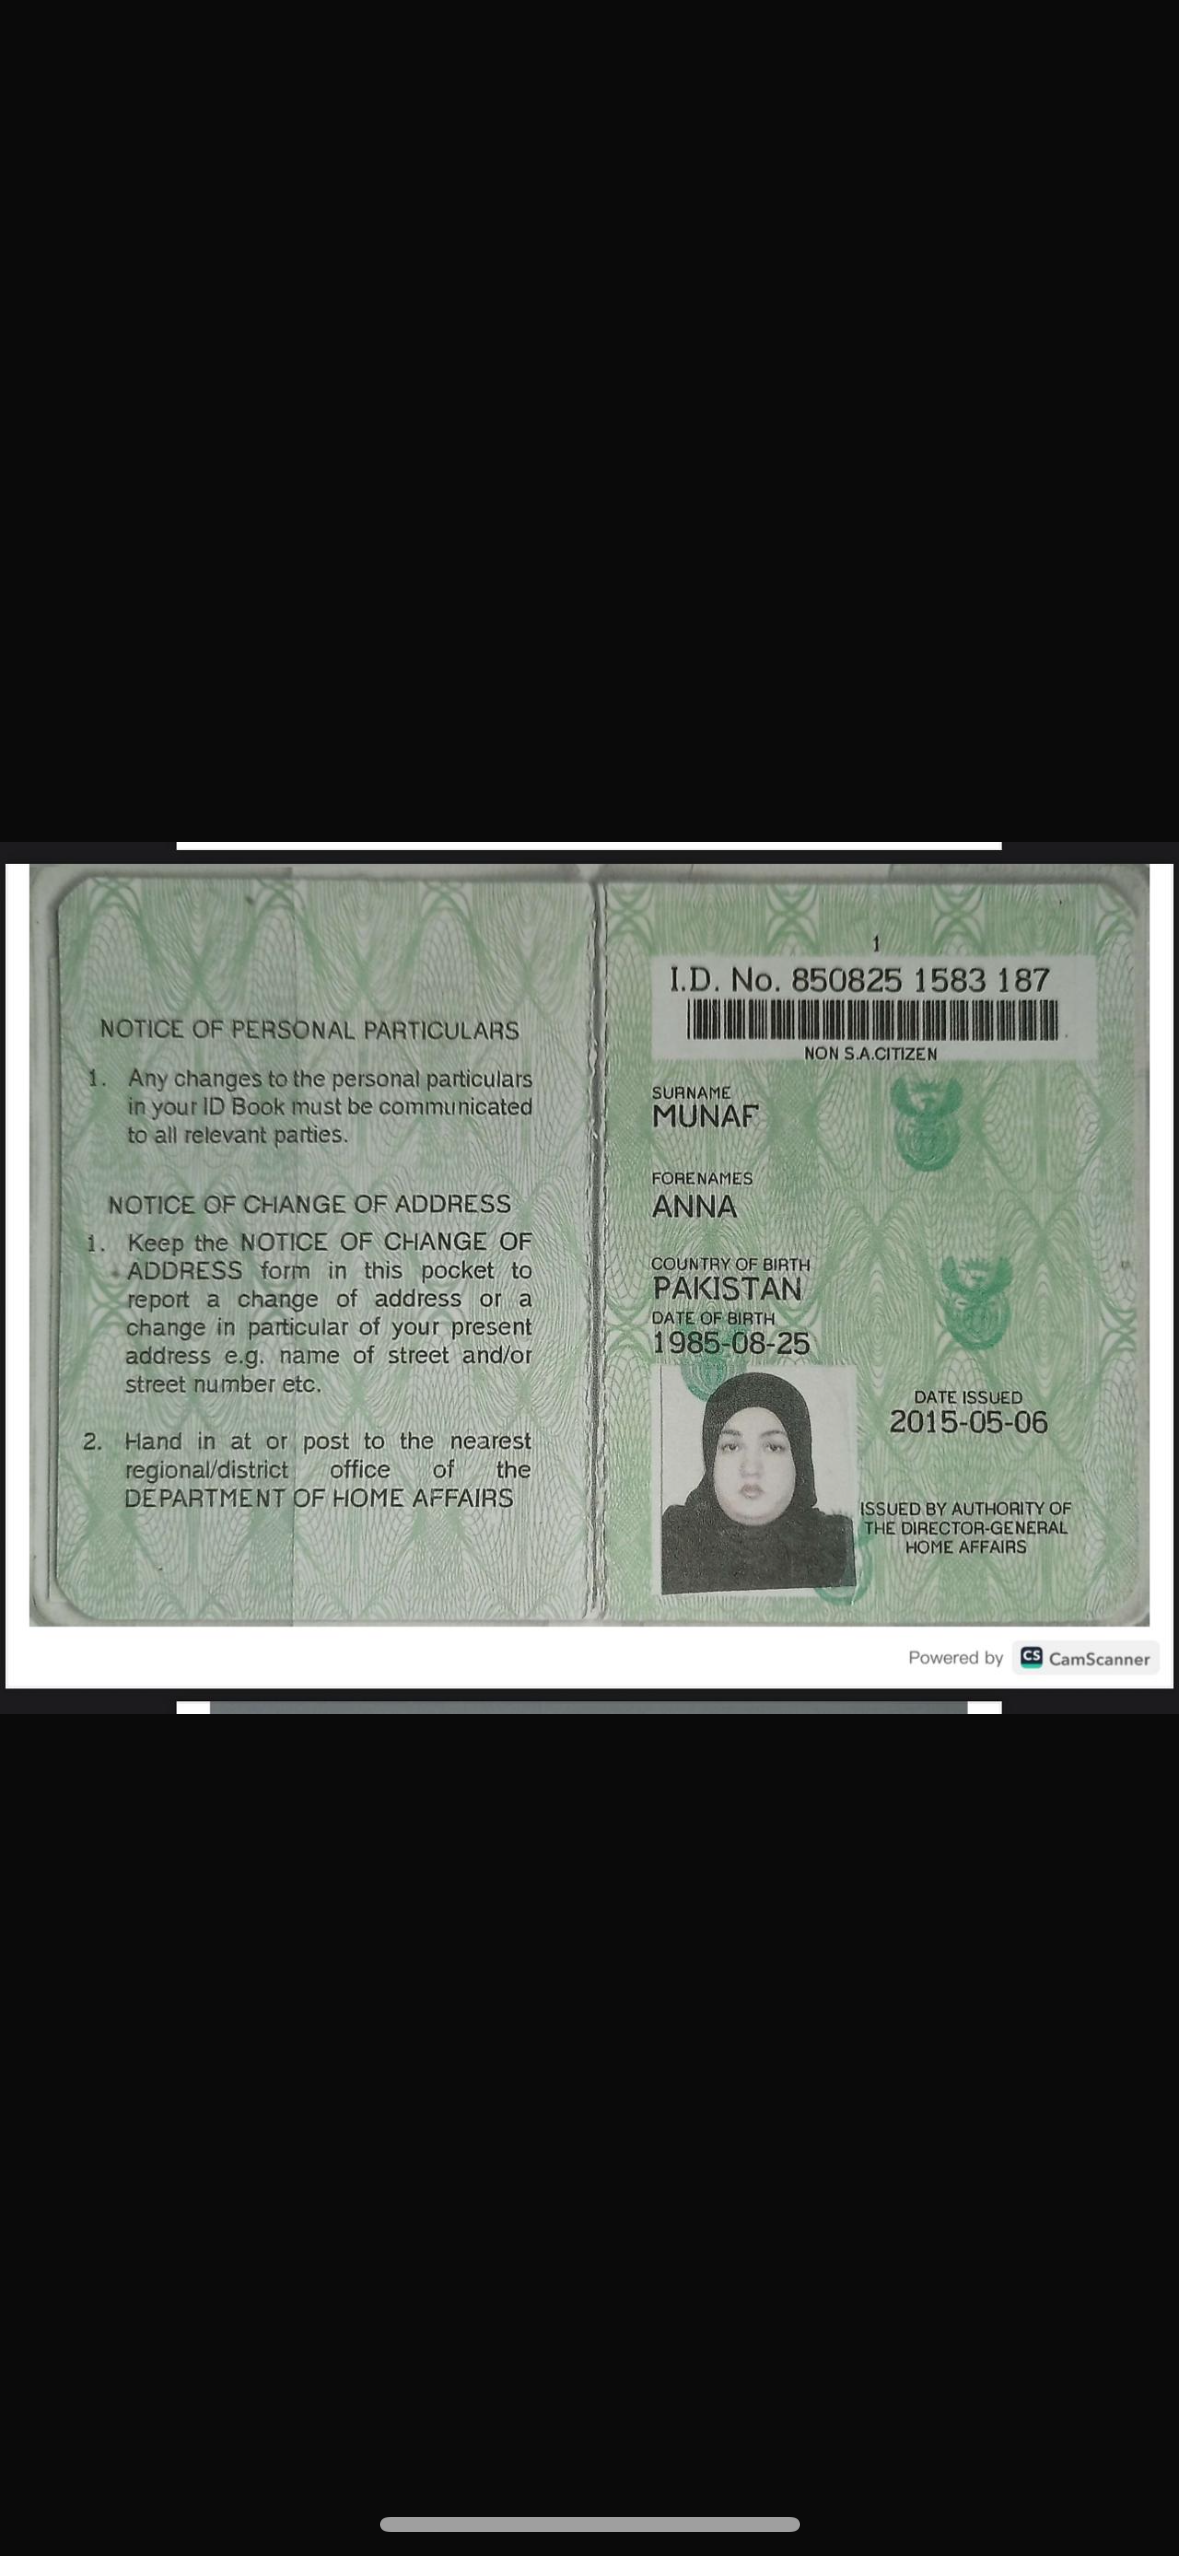 NOTICE OF PERSONAL PARTICULARS
1. Any changes to the personal particulars
in your ID Book must be communicated
to all relevant parties.
NOTICE OF CHANGE OF ADDRESS
1. Keep the NOTICE OF CHANGE OF
ADDRESS form in this pocket to
report a change of address or a
change in particular of your present
address e.g. name of street and/or
street number etc.
2. Hand in at or post to the nearest
regional/district office of the
DEPARTMENT OF HOME AFFAIRS
1
I.D. No. 850825 1583 187
NON S.A.CITIZEN
SURNAME
MUNAF
FORENAMES
ANNA
COUNTRY OF BIRTH
PAKISTAN
DATE OF BIRTH
1985-08-25
DATE ISSUED
2015-05-06
ISSUED BY AUTHORITY OF
THE DIRECTOR-GENERAL
HOME AFFAIRS
Powered by CS CamScanner